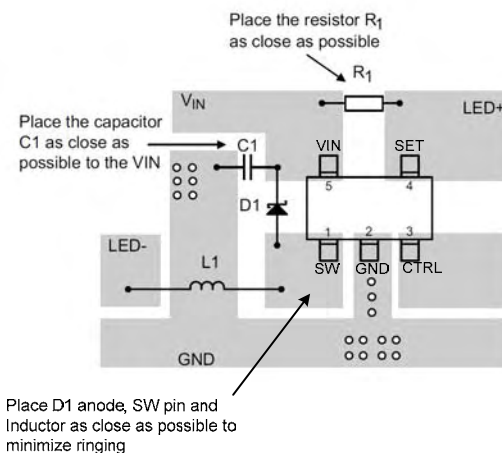 Place the resistor R1
as close as possible
R1
VIN
LED+
Place the capacitor
C1 as close as
possible to the VIN
C1
VIN
SET
5
4
D1
1
2
3
LED-
L1
SW
GND
CTRL
GND
Place D1 anode, SW pin and
Inductor as close as possible to
minimize ringing